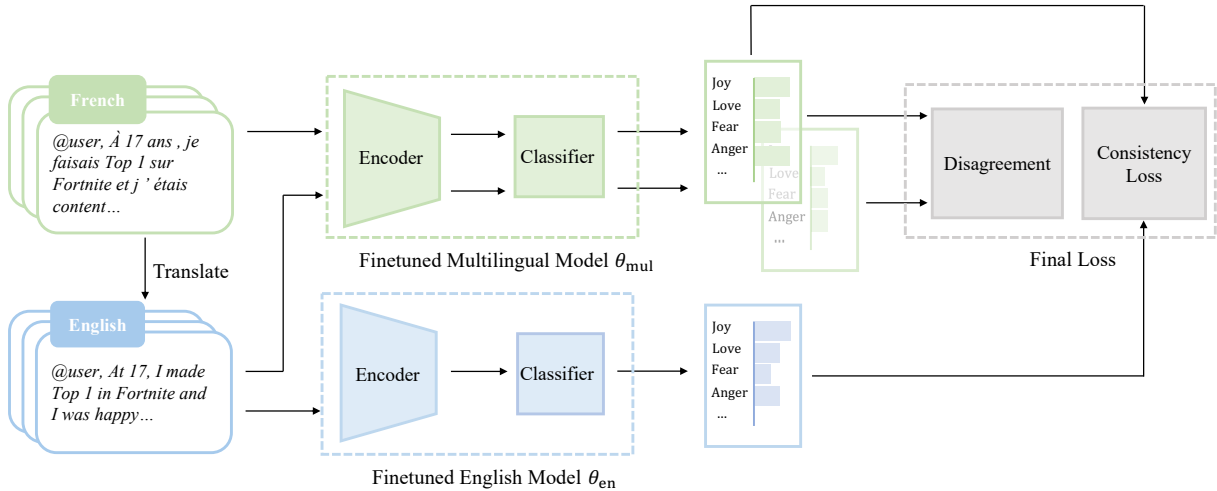 French
@user, À 17 ans , je
faisais Top 1 sur
Fortnite et j ’ étais
content…
Translate
English
@user, At 17, I made
Top 1 in Fortnite and
I was happy…
Encoder
Classifier
Finetuned Multilingual Model θmul
Encoder
Classifier
Finetuned English Model θen
Joy
Love
Fear
Anger
...
Love
Fear
Anger
...
Joy
Love
Fear
Anger
...
Disagreement
Consistency
Loss
Final Loss